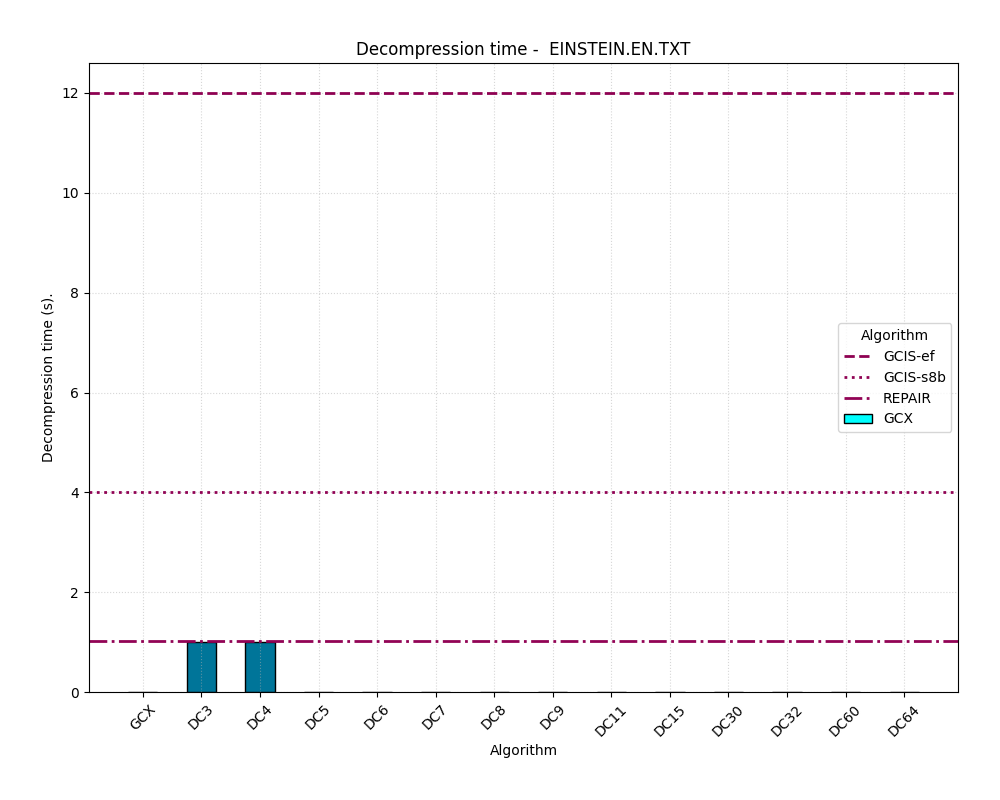 Decompression time -  EINSTEIN.EN.TXT
12
10
8
6
4
2
0
Decompression time (s).
Algorithm
GCIS-ef
GCIS-s8b
REPAIR
GCX
GCX
DC3
DC4
DC5
DC6
DC7
DC8
DC9
DC11
DC15
DC30
DC32
DC60
DC64
Algorithm